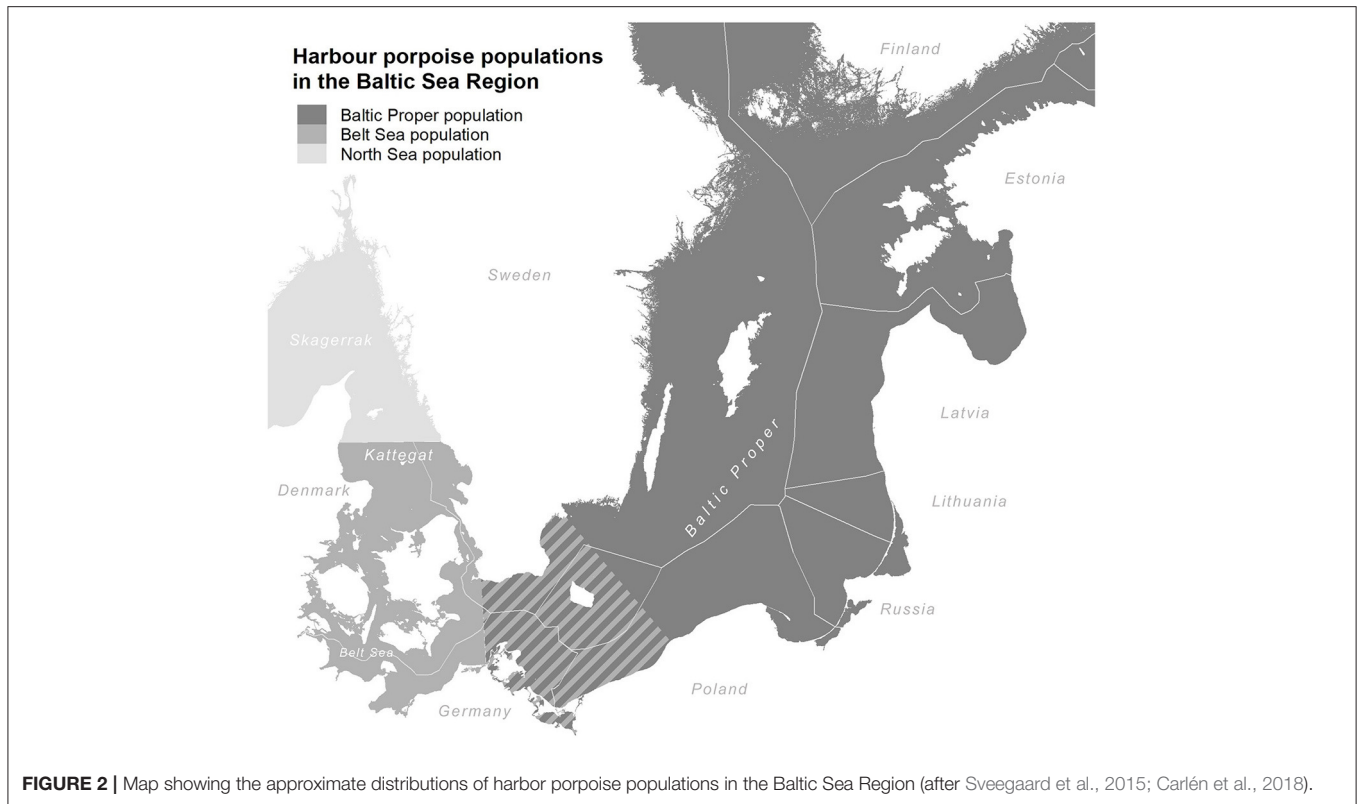 Harbour porpoise populations
in the Baltic Sea Region
Baltic Proper population
Belt Sea population
North Sea population
Finland
Estonia
Sweden
Skagerrak
Latvia
Kattegat
Denmark
Lithuania
Baltic Proper
Russia
Belt Sea
Poland
Germany
FIGURE 2 | Map showing the approximate distributions of harbor porpoise populations in the Baltic Sea Region (after Sveegaard et al., 2015; Carlén et al., 2018).